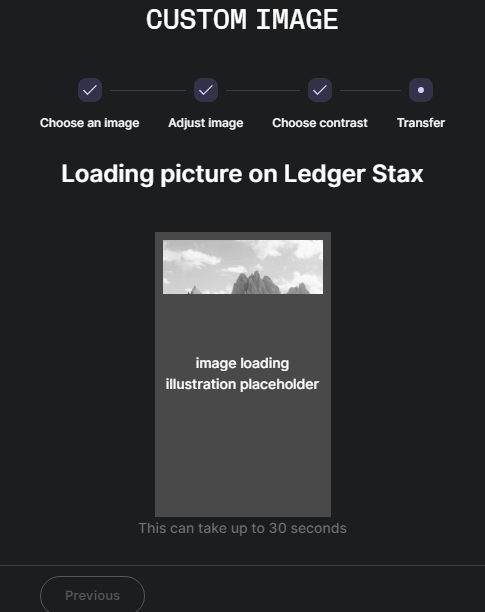 CUSTOM IMAGE
Choose an image
Adjust image
Choose contrast
Transfer
Loading picture on Ledger Stax
image loading
illustration placeholder
This can take up to 30 seconds
Previous